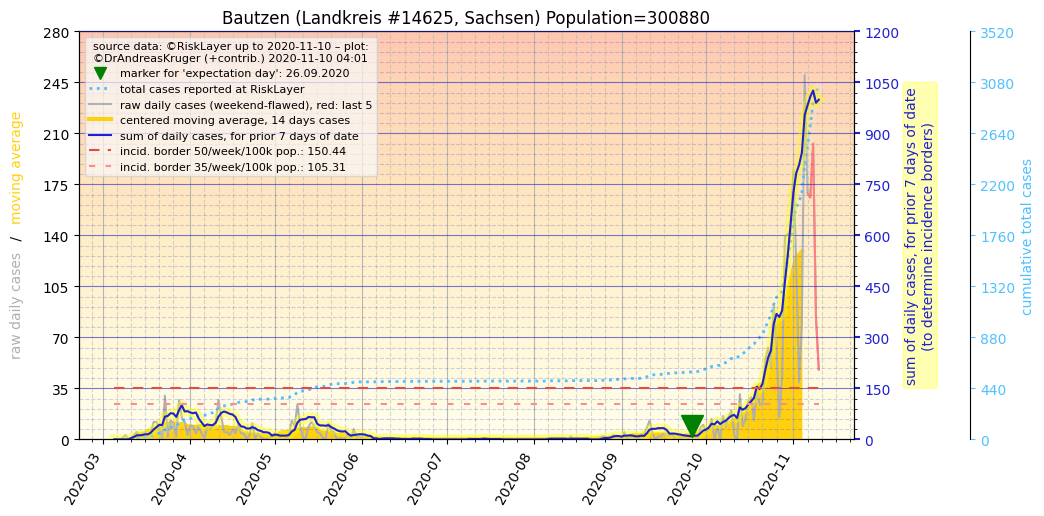 Bautzen (Landkreis #14625, Sachsen) Population=300880
source data: ©RiskLayer up to 2020-11-10 – plot:
©DrAndreasKruger (+contrib.) 2020-11-10 04:01
marker for 'expectation day': 26.09.2020
total cases reported at RiskLayer
raw daily cases (weekend-flawed), red: last 5
centered moving average, 14 days cases
sum of daily cases, for prior 7 days of date
incid. border 50/week/100k pop.: 150.44
incid. border 35/week/100k pop.: 105.31
raw daily cases / moving average
280
245
210
175
140
105
70
35
0
2020-03
2020-04
2020-05
2020-06
2020-07
2020-08
2020-09
2020-10
2020-11
1200
1050
900
750
600
450
300
150
0
sum of daily cases, for prior 7 days of date
(to determine incidence borders)
3520
3080
2640
2200
1760
1320
880
440
0
cumulative total cases